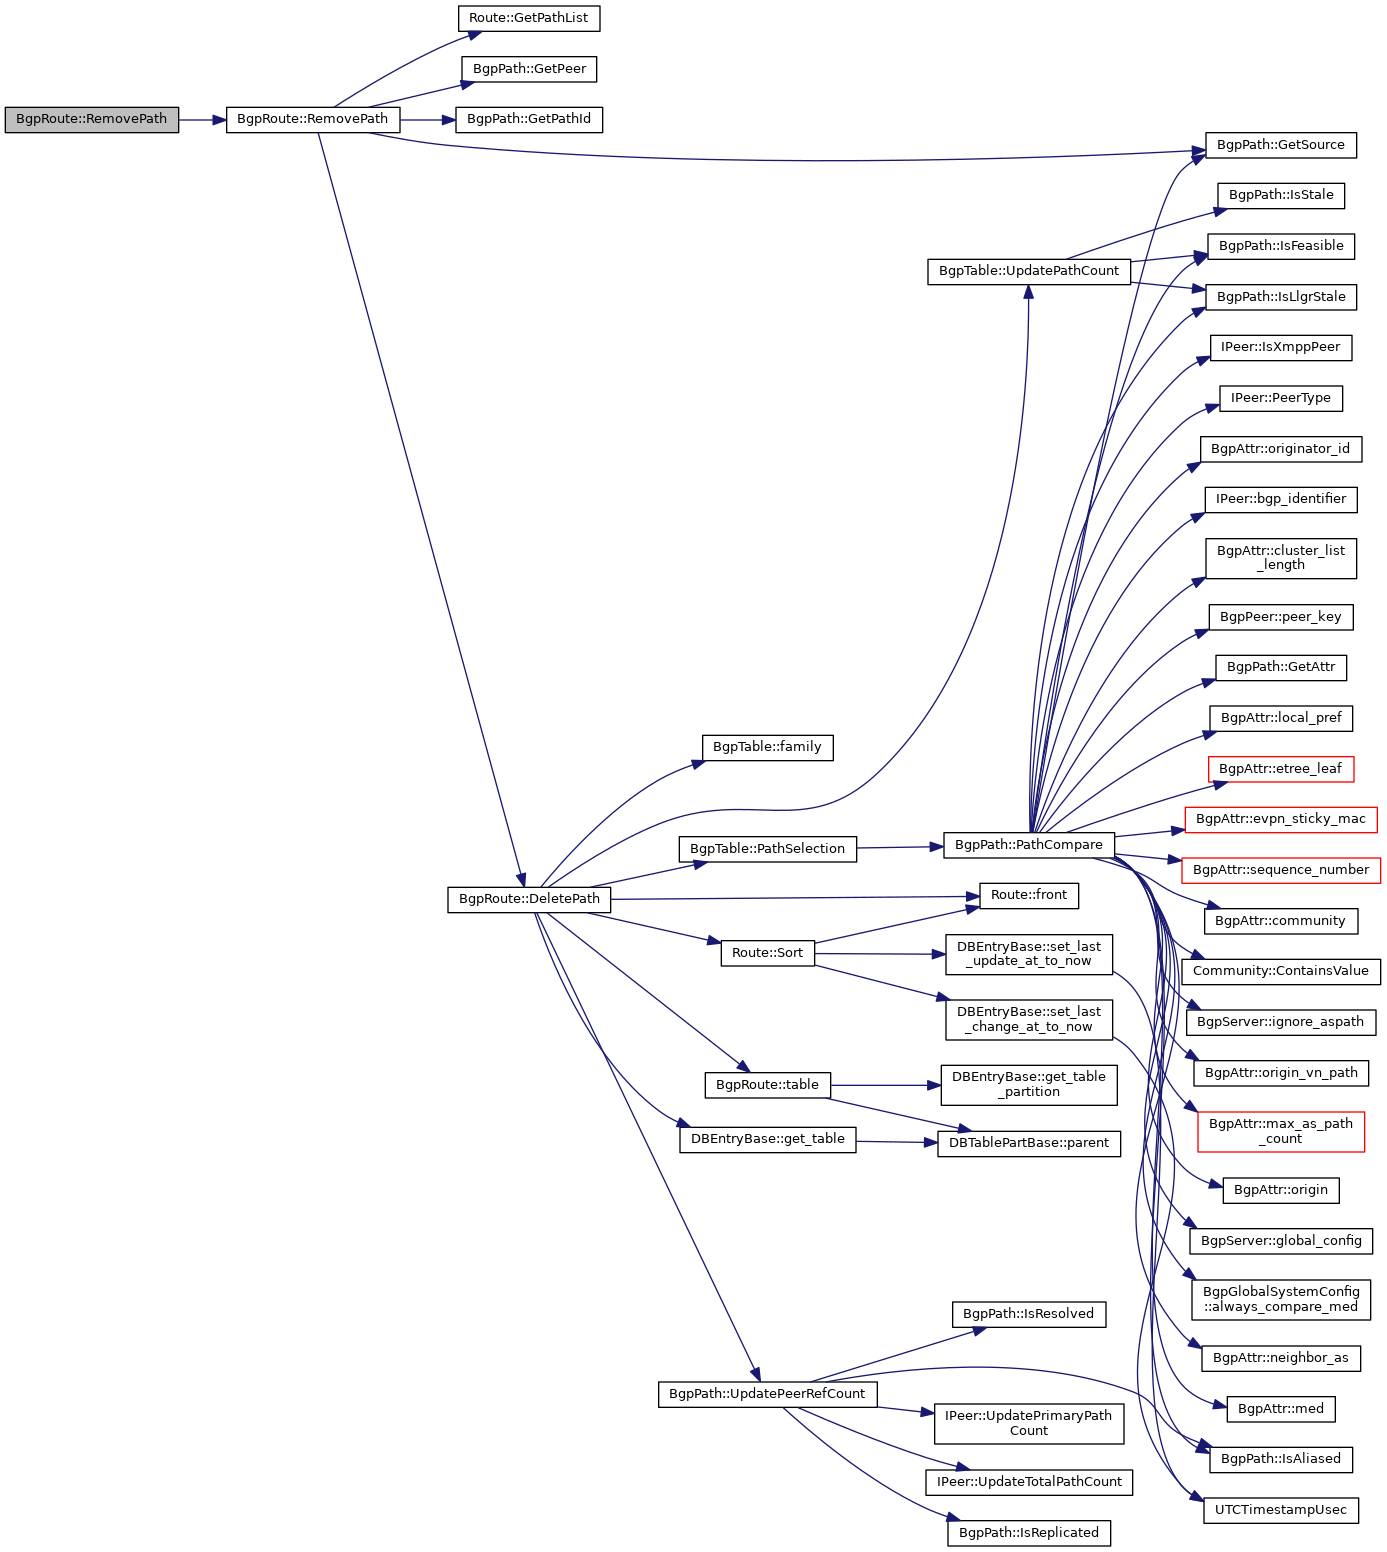 Route::GetPathList
BgpPath::GetPeer
BgpRoute::RemovePath
BgpRoute::RemovePath
BgpPath::GetPathId
BgpPath::GetSource
BgpPath::IsStale
BgpPath::IsFeasible
BgpTable::UpdatePathCount
BgpPath::IsLlgrStale
IPeer::IsXmppPeer
IPeer::PeerType
BgpAttr::originator_id
IPeer::bgp_identifier
BgpAttr::cluster_list
_length
BgpPeer::peer_key
BgpPath::GetAttr
BgpAttr::local_pref
BgpTable::family
BgpAttr::etree_leaf
BgpAttr::evpn_sticky_mac
BgpTable::PathSelection
BgpPath::PathCompare
BgpAttr::sequence_number
BgpRoute::DeletePath
Route::front
BgpAttr::community
Route::Sort
DBEntryBase::set_last
_update_at_to_now
Community::ContainsValue
DBEntryBase::set_last
_change_at_to_now
BgpServer::ignore_aspath
BgpAttr::origin_vn_path
BgpRoute::table
DBEntryBase::get_table
_partition
BgpAttr::max_as_path
_count
DBEntryBase::get_table
DBTablePartBase::parent
BgpAttr::origin
BgpServer::global_config
BgpGlobalSystemConfig
::always_compare_med
BgpPath::IsResolved
BgpAttr::neighbor_as
BgpPath::UpdatePeerRefCount
IPeer::UpdatePrimaryPath
Count
BgpAttr::med
BgpPath::IsAliased
IPeer::UpdateTotalPathCount
UTCTimestampUsec
BgpPath::IsReplicated